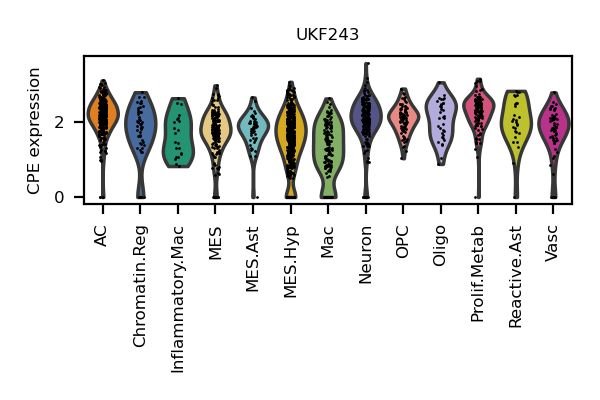 UKF243
CPE expression
2
0
AC
Chromatin.Reg
Inflammatory.Mac
MES
MES.Ast
MES.Hyp
Mac
Neuron
OPC
Oligo
Prolif.Metab
Reactive.Ast
Vasc